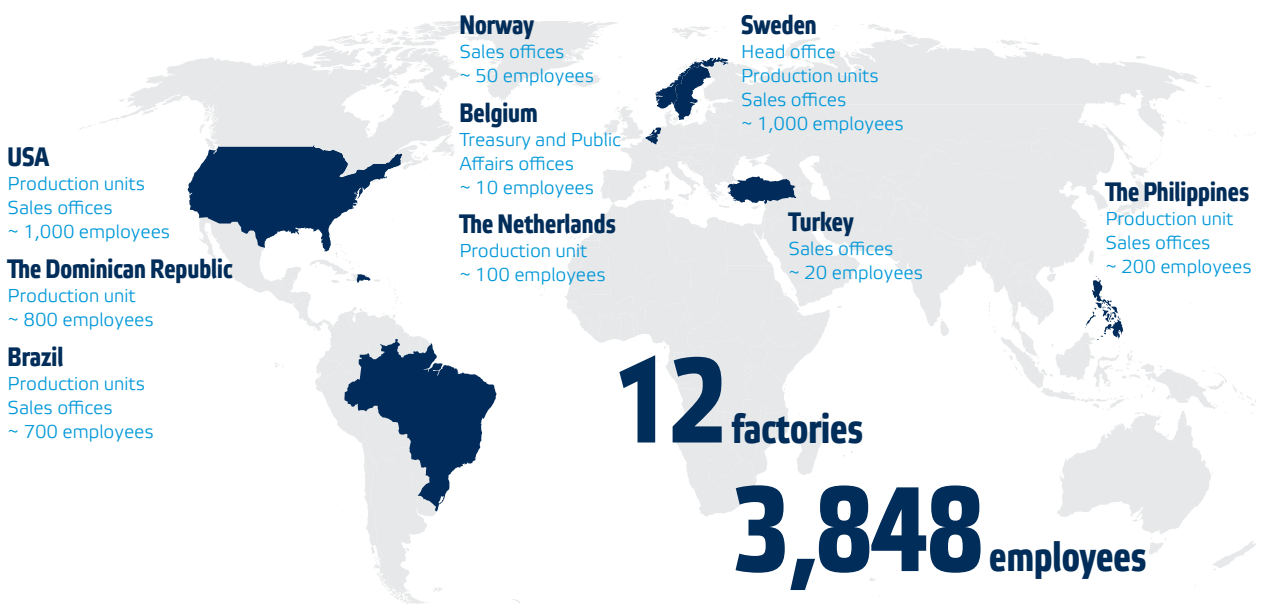 Norway
Sales offices
~ 50 employees
Sweden
Head office
Production units
Sales offices
~ 1,000 employees
Belgium
Treasury and Public
Affairs offices
~ 10 employees
USA
Production units
Sales offices
~ 1,000 employees
The Netherlands
Production unit
~ 100 employees
Turkey
Sales offices
~ 20 employees
The Philippines
Production unit
Sales offices
~ 200 employees
The Dominican Republic
Production unit
~ 800 employees
Brazil
Production units
Sales offices
~ 700 employees
12 factories
3,848 employees